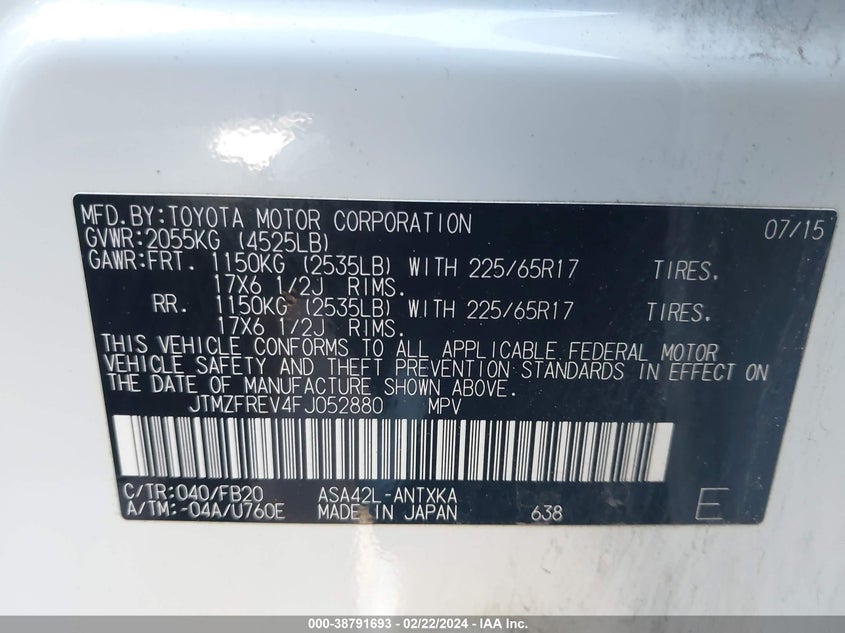 MFD.BY:TOYOTA MOTOR CORPORATION 07/15
GVWR:2055KG (4525LB)
GAWR:FRT. 1150KG (2535LB) WITH 225/65R17 TIRES.
17X6 1/2J RIMS.
RR. 1150KG (2535LB) WITH 225/65R17 TIRES.
17X6 1/2J RIMS.
THIS VEHICLE CONFORMS TO ALL APPLICABLE FEDERAL MOTOR
VEHICLE SAFETY AND THEFT PREVENTION STANDARDS IN EFFECT ON
THE DATE OF MANUFACTURE SHOWN ABOVE.
JTMZFREV4FJ052880 MPV
C/TR:040/FB20 ASA42L-ANTXKA
A/TM:-04A/U760E MADE IN JAPAN 638 E
000-38791693 - 02/22/2024 - IAA Inc.